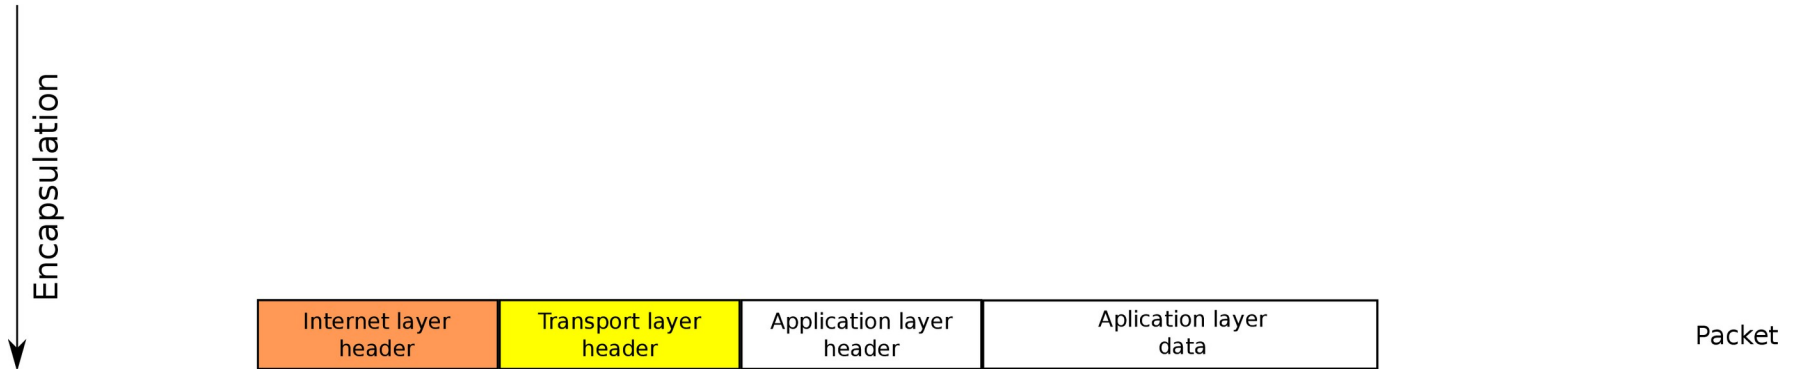 Encapsulation
Internet layer
header
Transport layer
header
Application layer
header
Aplication layer
data
Packet